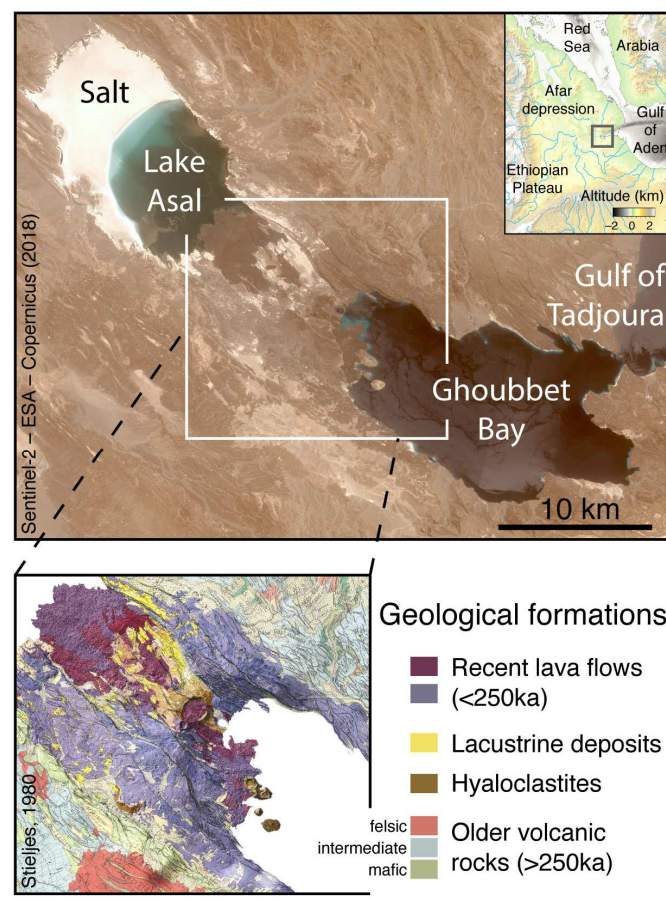 Salt
Lake
Asal
Red
Sea
Arabia
Afar
depression
Gulf
of
Aden
Ethiopian
Plateau
Altitude (km)
−2 0 2
Gulf of
Tadjoura
Ghoubbet
Bay
10 km
Sentinel-2 – ESA – Copernicus (2018)
Stieljes, 1980
Geological formations
Recent lava flows
(<250ka)
Lacustrine deposits
Hyaloclastites
felsic
intermediate
mafic
Older volcanic
rocks (>250ka)